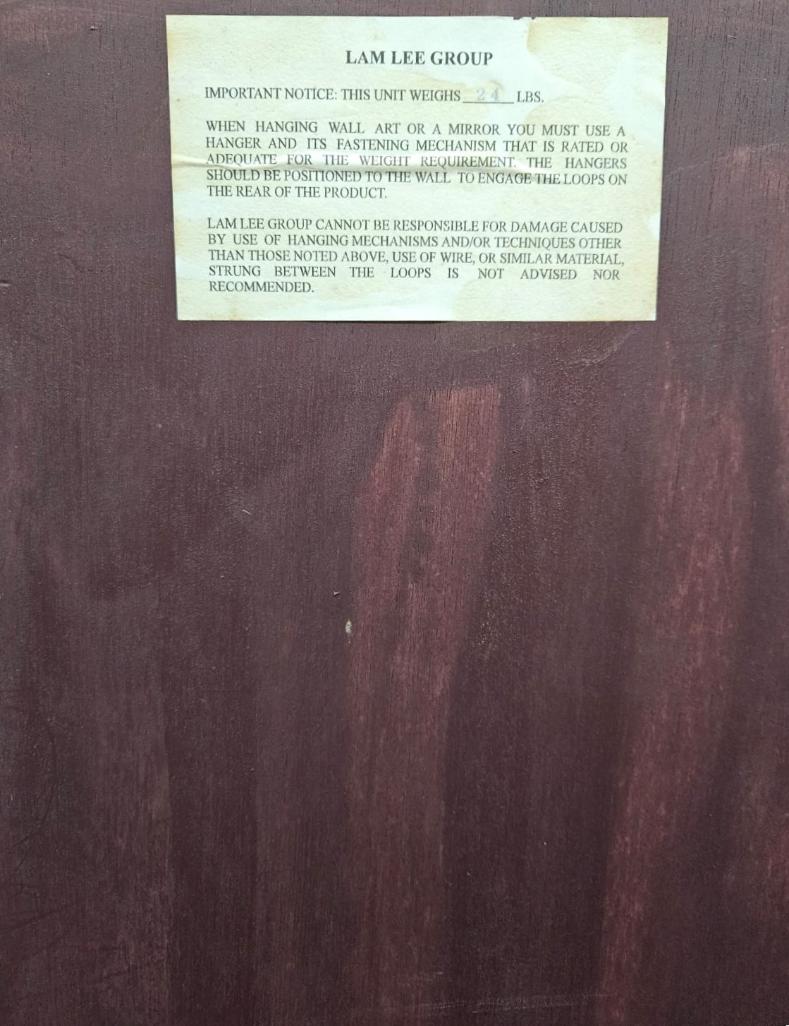 LAM LEE GROUP
IMPORTANT NOTICE: THIS UNIT WEIGHS 24 LBS.
WHEN HANGING WALL ART OR A MIRROR YOU MUST USE A
HANGER AND ITS FASTENING MECHANISM THAT IS RATED OR
ADEQUATE FOR THE WEIGHT REQUIREMENT. THE HANGERS
SHOULD BE POSITIONED TO THE WALL TO ENGAGE THE LOOPS ON
THE REAR OF THE PRODUCT.
LAM LEE GROUP CANNOT BE RESPONSIBLE FOR DAMAGE CAUSED
BY USE OF HANGING MECHANISMS AND/OR TECHNIQUES OTHER
THAN THOSE NOTED ABOVE, USE OF WIRE, OR SIMILAR MATERIAL,
STRUNG BETWEEN THE LOOPS IS NOT ADVISED NOR
RECOMMENDED.